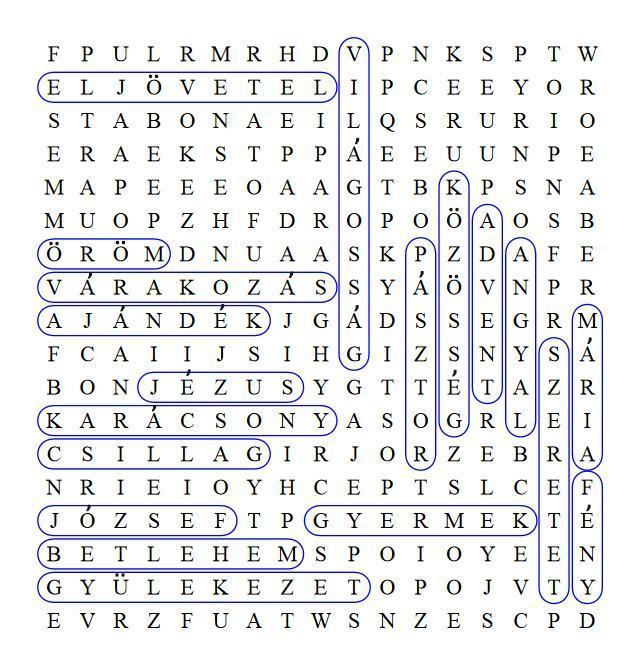 F P U L R M R H D V P N K S P T W
E L J Ö V E T E L I P C E E Y O R
S T A B O N A E I L Q S R U R I O
E R A E K S T P P Á E E U U N P E
M A P E E E O A A G T B K P S N A
M U O P Z H F D R O P O Ö A O S B
Ö R Ö M D N U A A S K P Z D A F E
V Á R A K O Z Á S S Y Á Ö V N P R
A J Á N D É K J G Á D S S E G R M
F C A I I J S I H G I Z S N Y S Á
B O N J É Z U S Y G T T É T A Z R
K A R Á C S O N Y A S O G R L E I
C S I L L A G I R J O R Z E B R A
N R I E I O Y H C E P T S L C E F
J Ó Z S E F T P G Y E R M E K T É
B E T L E H E M S P O I O Y E E N
G Y Ü L E K E Z E T O P O J V T Y
E V R Z F U A T W S N Z E S C P D